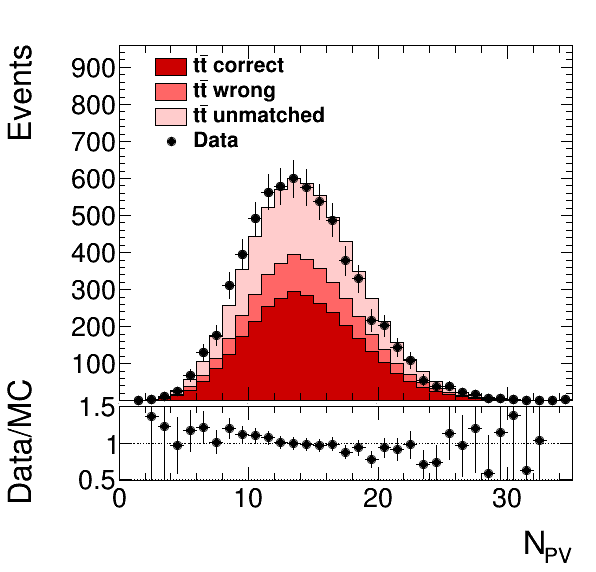 Events
900
800
700
600
500
400
300
200
100
tt̄ correct
tt̄ wrong
tt̄ unmatched
Data
Data/MC
1.5
1
0.5
0 10 20 30
N_PV